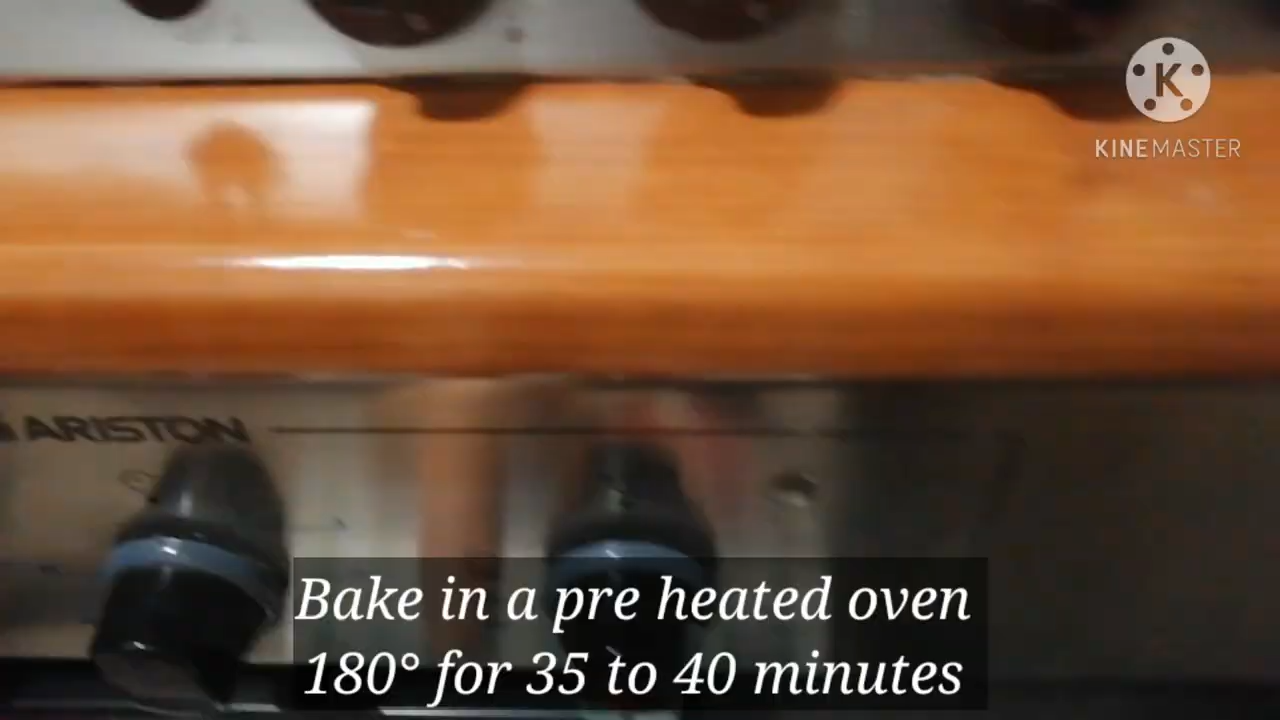 K
KINEMASTER
ARISTON
Bake in a pre heated oven
180° for 35 to 40 minutes